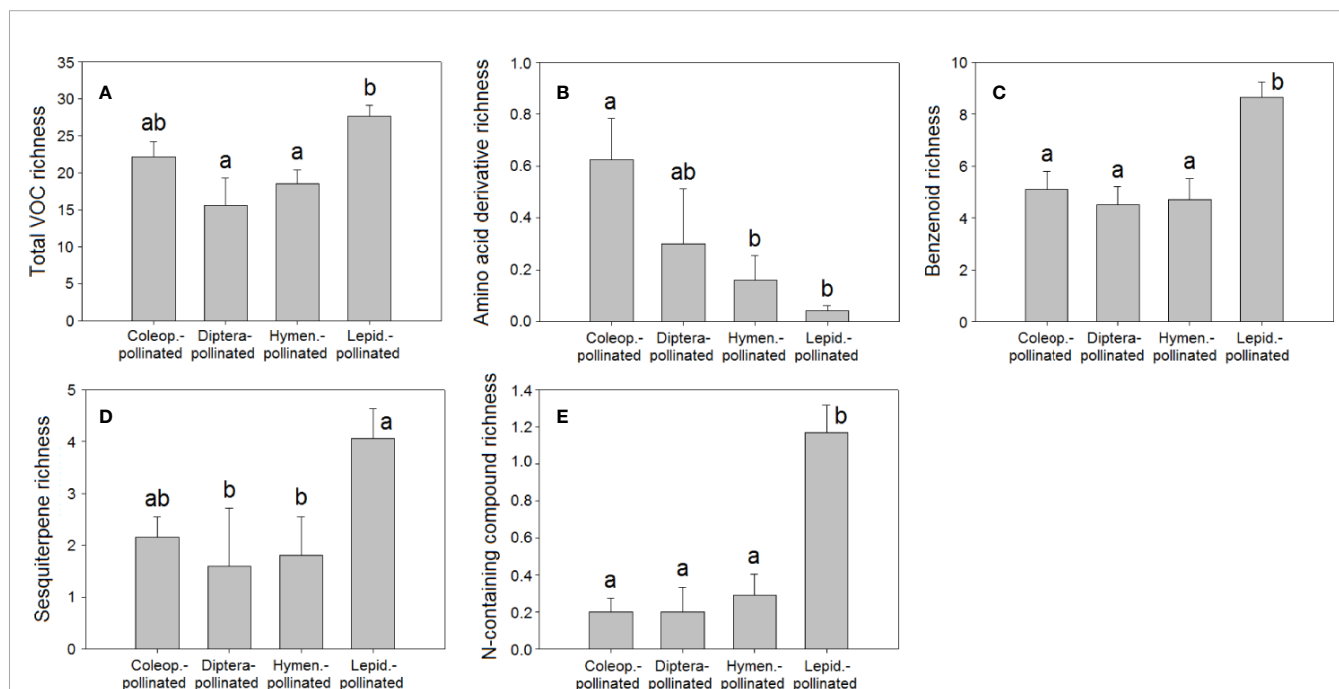 A
Total VOC richness
35
30
25
20
15
10
5
0
ab
a
a
b
Coleop.- Diptera- Hymen.- Lepid.-
pollinated pollinated pollinated pollinated
B
Amino acid derivative richness
1.0
0.8
0.6
0.4
0.2
0.0
a
ab
b
b
Coleop.- Diptera- Hymen.- Lepid.-
pollinated pollinated pollinated pollinated
C
Benzenoid richness
10
8
6
4
2
0
a
a
a
b
Coleop.- Diptera- Hymen.- Lepid.-
pollinated pollinated pollinated pollinated
D
Sesquiterpene richness
5
4
3
2
1
0
ab
b
b
a
Coleop.- Diptera- Hymen.- Lepid.-
pollinated pollinated pollinated pollinated
E
N-containing compound richness
1.4
1.2
1.0
0.8
0.6
0.4
0.2
0.0
a
a
a
b
Coleop.- Diptera- Hymen.- Lepid.-
pollinated pollinated pollinated pollinated